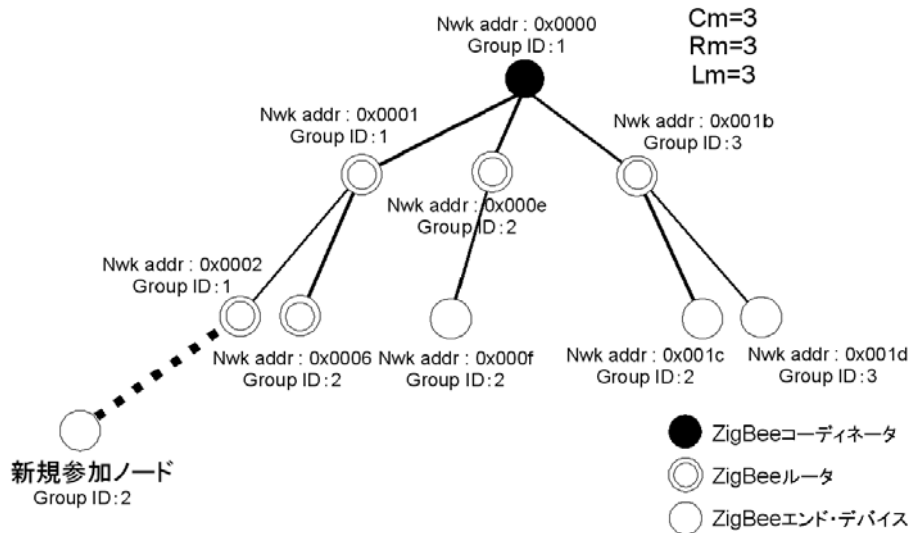 Nwk addr : 0x0000
Group ID:1
Cm=3
Rm=3
Lm=3
Nwk addr : 0x0001
Group ID:1
Nwk addr : 0x001b
Group ID:3
Nwk addr : 0x000e
Group ID:2
Nwk addr : 0x0002
Group ID:1
Nwk addr : 0x0006
Group ID:2
Nwk addr : 0x000f
Group ID:2
Nwk addr : 0x001c
Group ID:2
Nwk addr : 0x001d
Group ID:3
新規参加ノード
Group ID:2
ZigBeeコーディネータ
ZigBeeルータ
ZigBeeエンド・デバイス